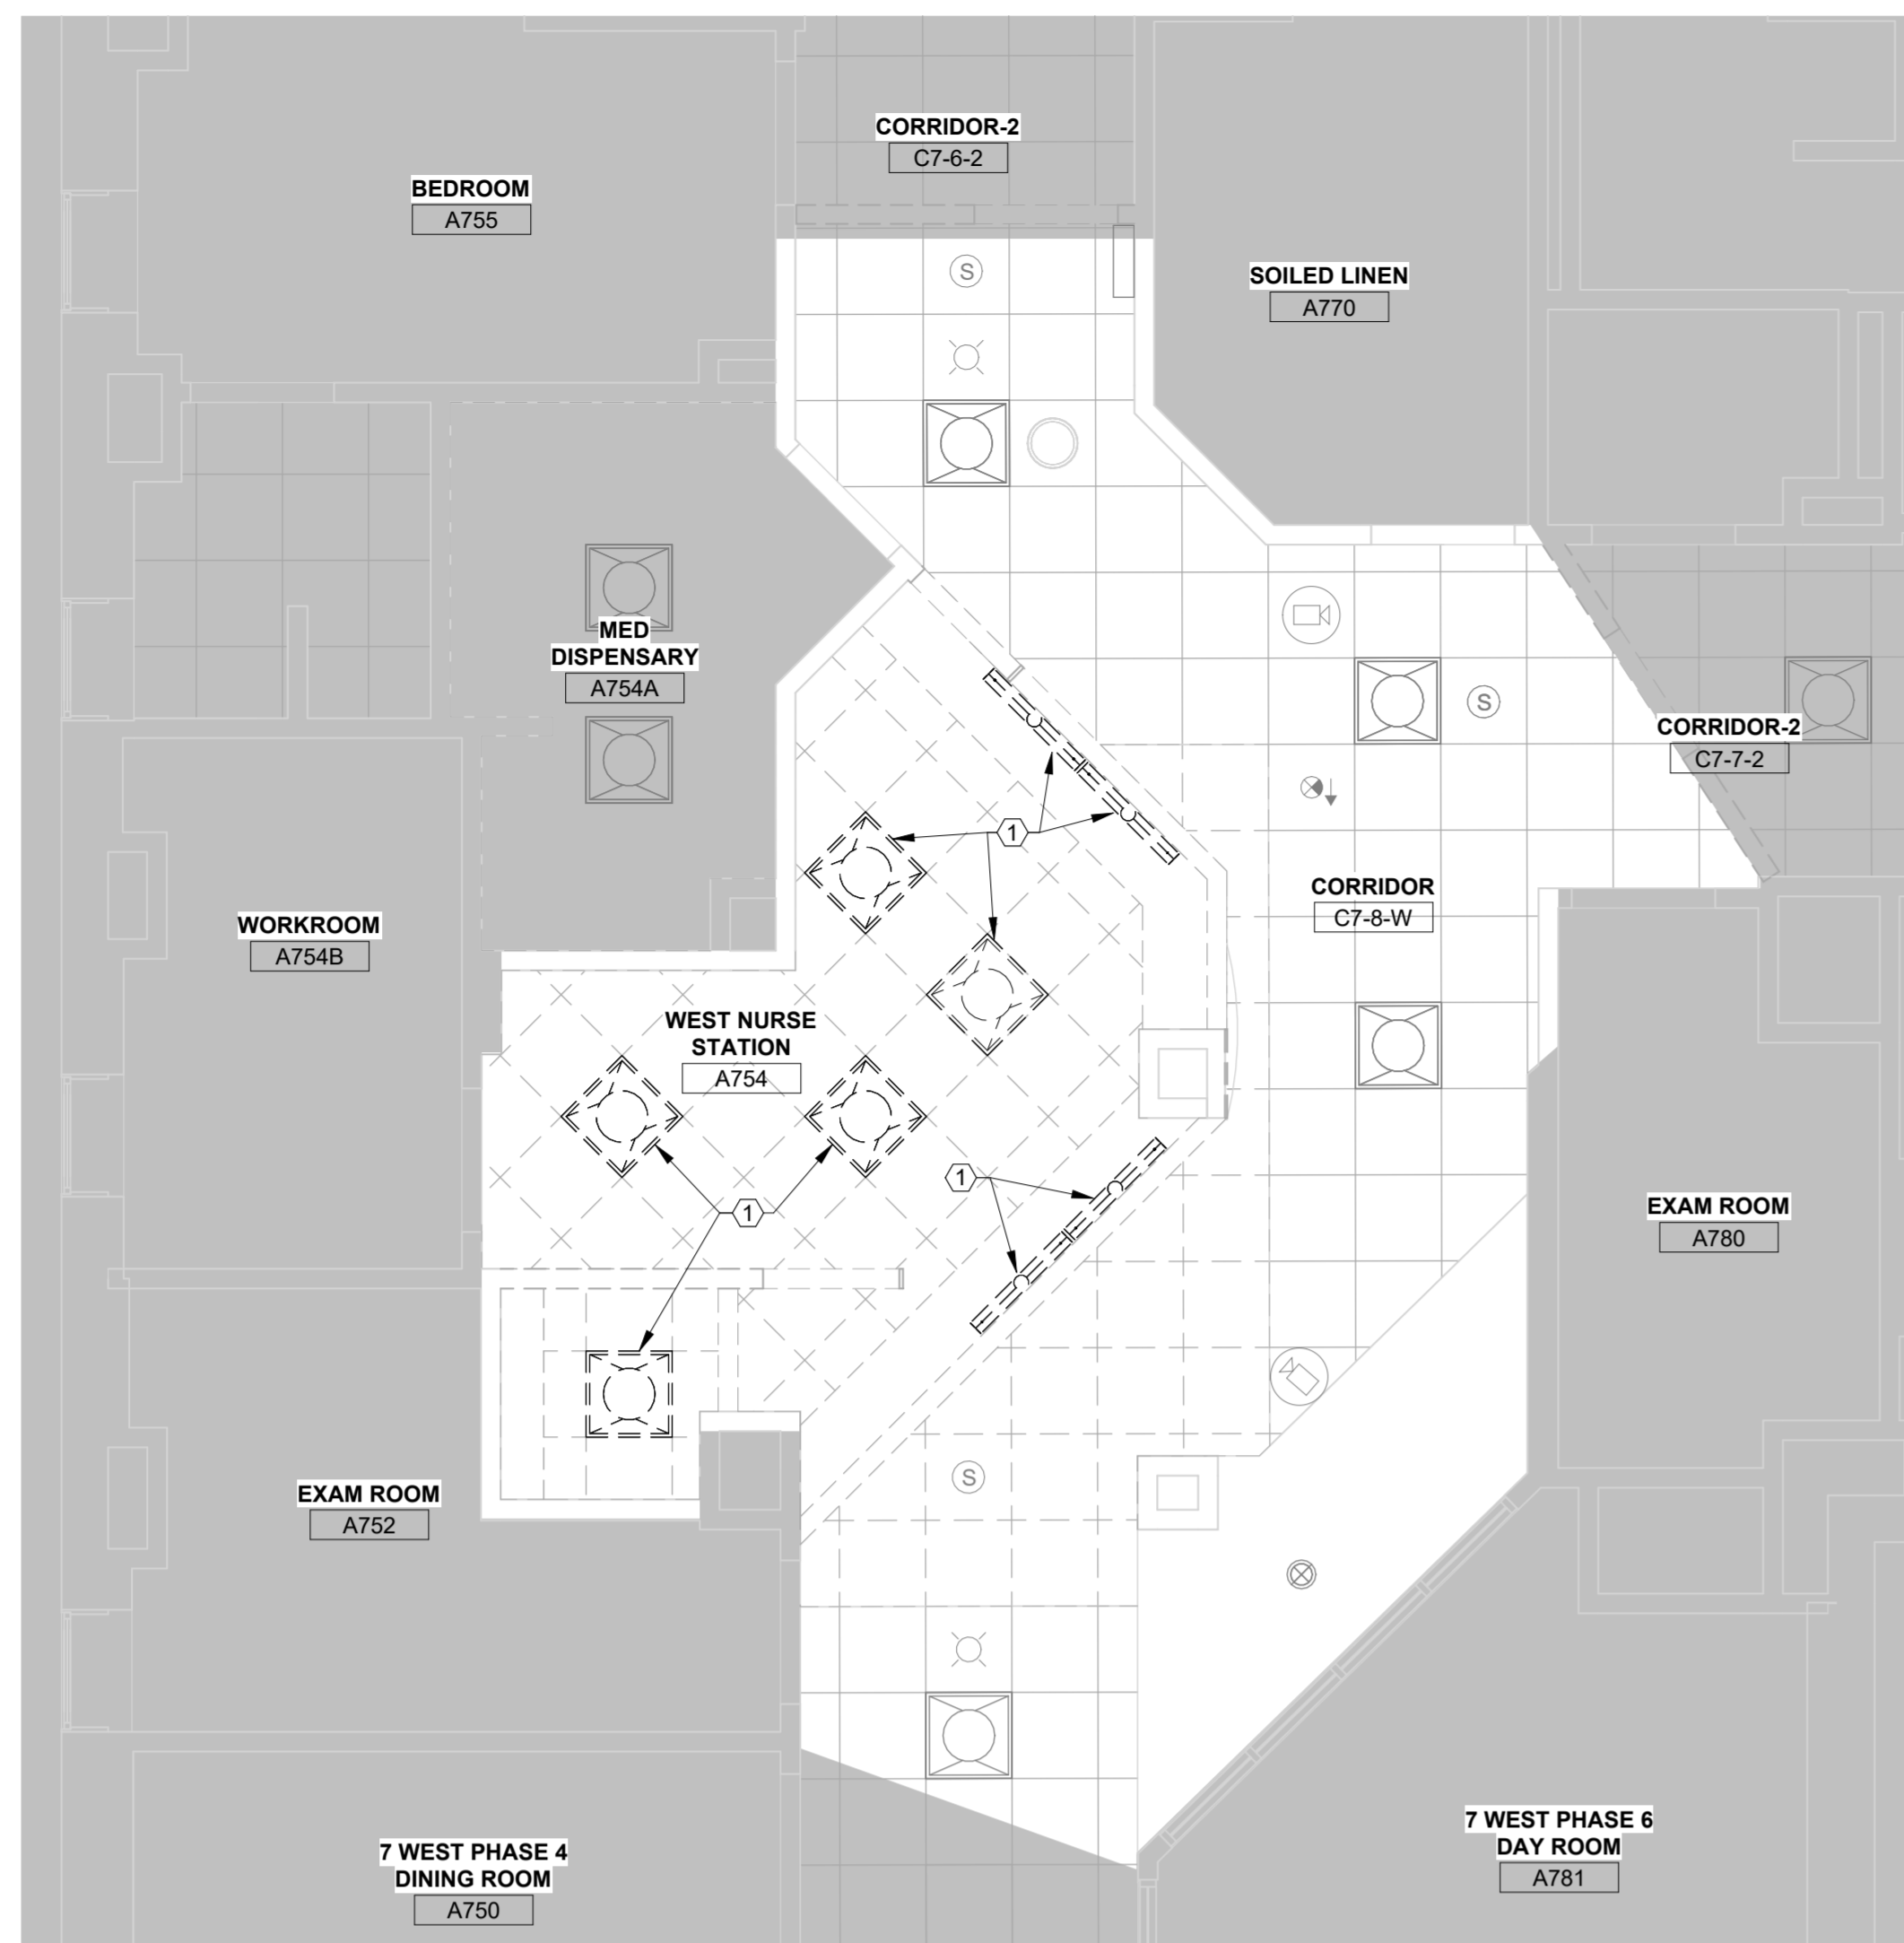 CORRIDOR-2
C7-6-2
BEDROOM
A755
SOILED LINEN
A770
S
MED
DISPENSARY
A754A
S
CORRIDOR-2
C7-7-2
1
CORRIDOR
C7-8-W
WORKROOM
A754B
WEST NURSE
STATION
A754
1
1
EXAM ROOM
A780
EXAM ROOM
A752
S
7 WEST PHASE 4
DINING ROOM
A750
7 WEST PHASE 6
DAY ROOM
A781